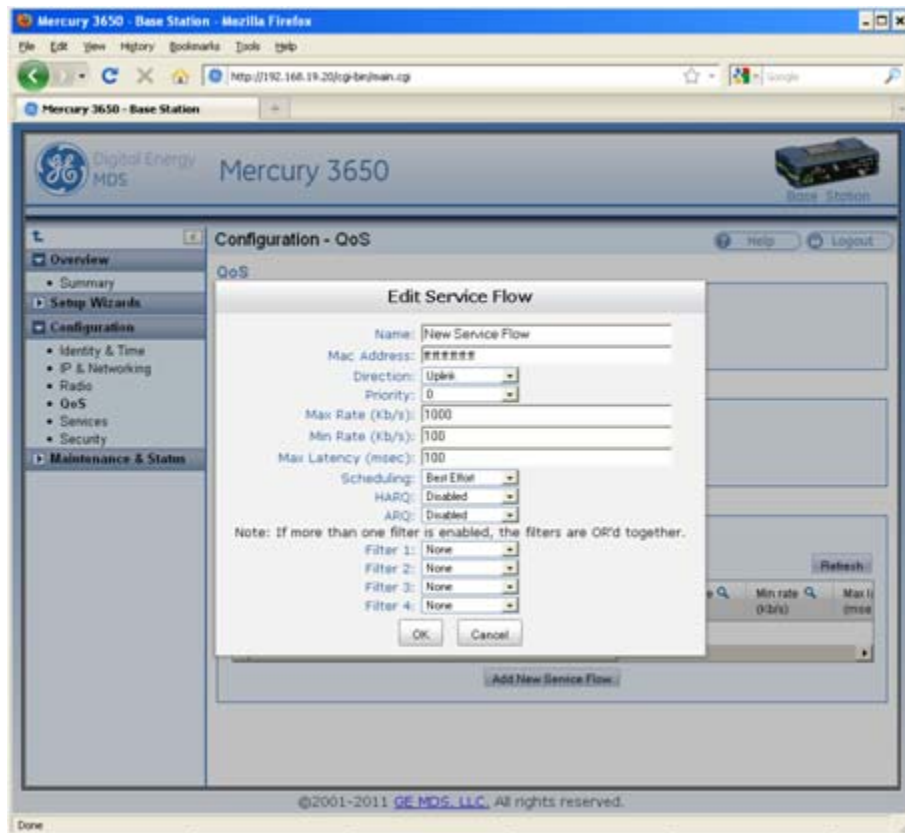 Mercury 3650 - Base Station - Mozilla Firefox
File Edit View History Bookmarks Tools Help
http://192.168.19.20/cgi-bin/main.cgi
Google
Mercury 3650 - Base Station
GE
Digital Energy
MDS
Mercury 3650
Base Station
Configuration - QoS
Help
Logout
Overview
• Summary
Setup Wizards
Configuration
• Identity & Time
• IP & Networking
• Radio
• QoS
• Services
• Security
Maintenance & Status
QoS
Edit Service Flow
Name: New Service Flow
Mac Address: ######
Direction: Uplink
Priority: 0
Max Rate (Kb/s): 1000
Min Rate (Kb/s): 100
Max Latency (msec): 100
Scheduling: Best Effort
HARQ: Disabled
ARQ: Disabled
Note: If more than one filter is enabled, the filters are OR'd together.
Filter 1: None
Filter 2: None
Filter 3: None
Filter 4: None
OK Cancel
Refresh
Min rate
(Kb/s)
Add New Service Flow
©2001-2011 GE MDS, LLC. All rights reserved.
Done